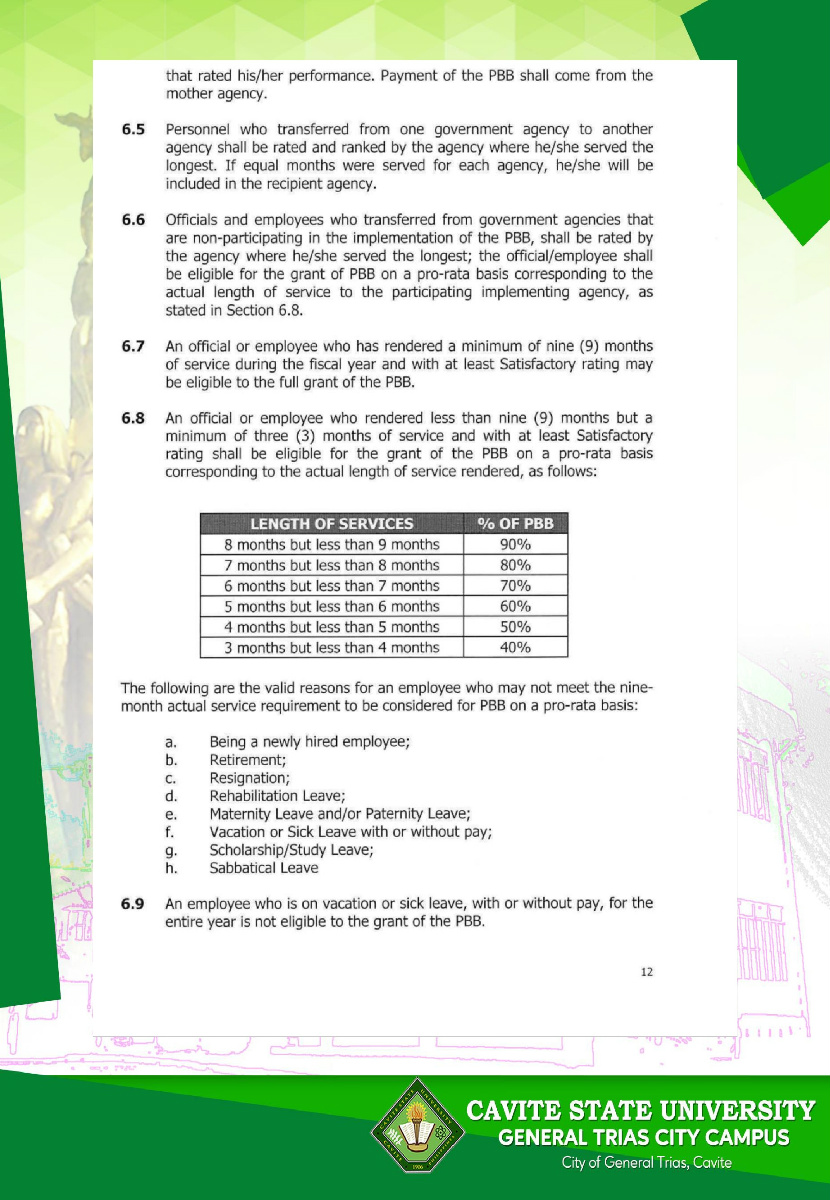 that rated his/her performance. Payment of the PBB shall come from the
mother agency.
6.5 Personnel who transferred from one government agency to another
agency shall be rated and ranked by the agency where he/she served the
longest. If equal months were served for each agency, he/she will be
included in the recipient agency.
6.6 Officials and employees who transferred from government agencies that
are non-participating in the implementation of the PBB, shall be rated by
the agency where he/she served the longest; the official/employee shall
be eligible for the grant of PBB on a pro-rata basis corresponding to the
actual length of service to the participating implementing agency, as
stated in Section 6.8.
6.7 An official or employee who has rendered a minimum of nine (9) months
of service during the fiscal year and with at least Satisfactory rating may
be eligible to the full grant of the PBB.
6.8 An official or employee who rendered less than nine (9) months but a
minimum of three (3) months of service and with at least Satisfactory
rating shall be eligible for the grant of the PBB on a pro-rata basis
corresponding to the actual length of service rendered, as follows:
LENGTH OF SERVICES % OF PBB
8 months but less than 9 months 90%
7 months but less than 8 months 80%
6 months but less than 7 months 70%
5 months but less than 6 months 60%
4 months but less than 5 months 50%
3 months but less than 4 months 40%
The following are the valid reasons for an employee who may not meet the nine-
month actual service requirement to be considered for PBB on a pro-rata basis:
a. Being a newly hired employee;
b. Retirement;
c. Resignation;
d. Rehabilitation Leave;
e. Maternity Leave and/or Paternity Leave;
f. Vacation or Sick Leave with or without pay;
g. Scholarship/Study Leave;
h. Sabbatical Leave
6.9 An employee who is on vacation or sick leave, with or without pay, for the
entire year is not eligible to the grant of the PBB.
12
1906
CAVITE STATE UNIVERSITY
GENERAL TRIAS CITY CAMPUS
City of General Trias, Cavite